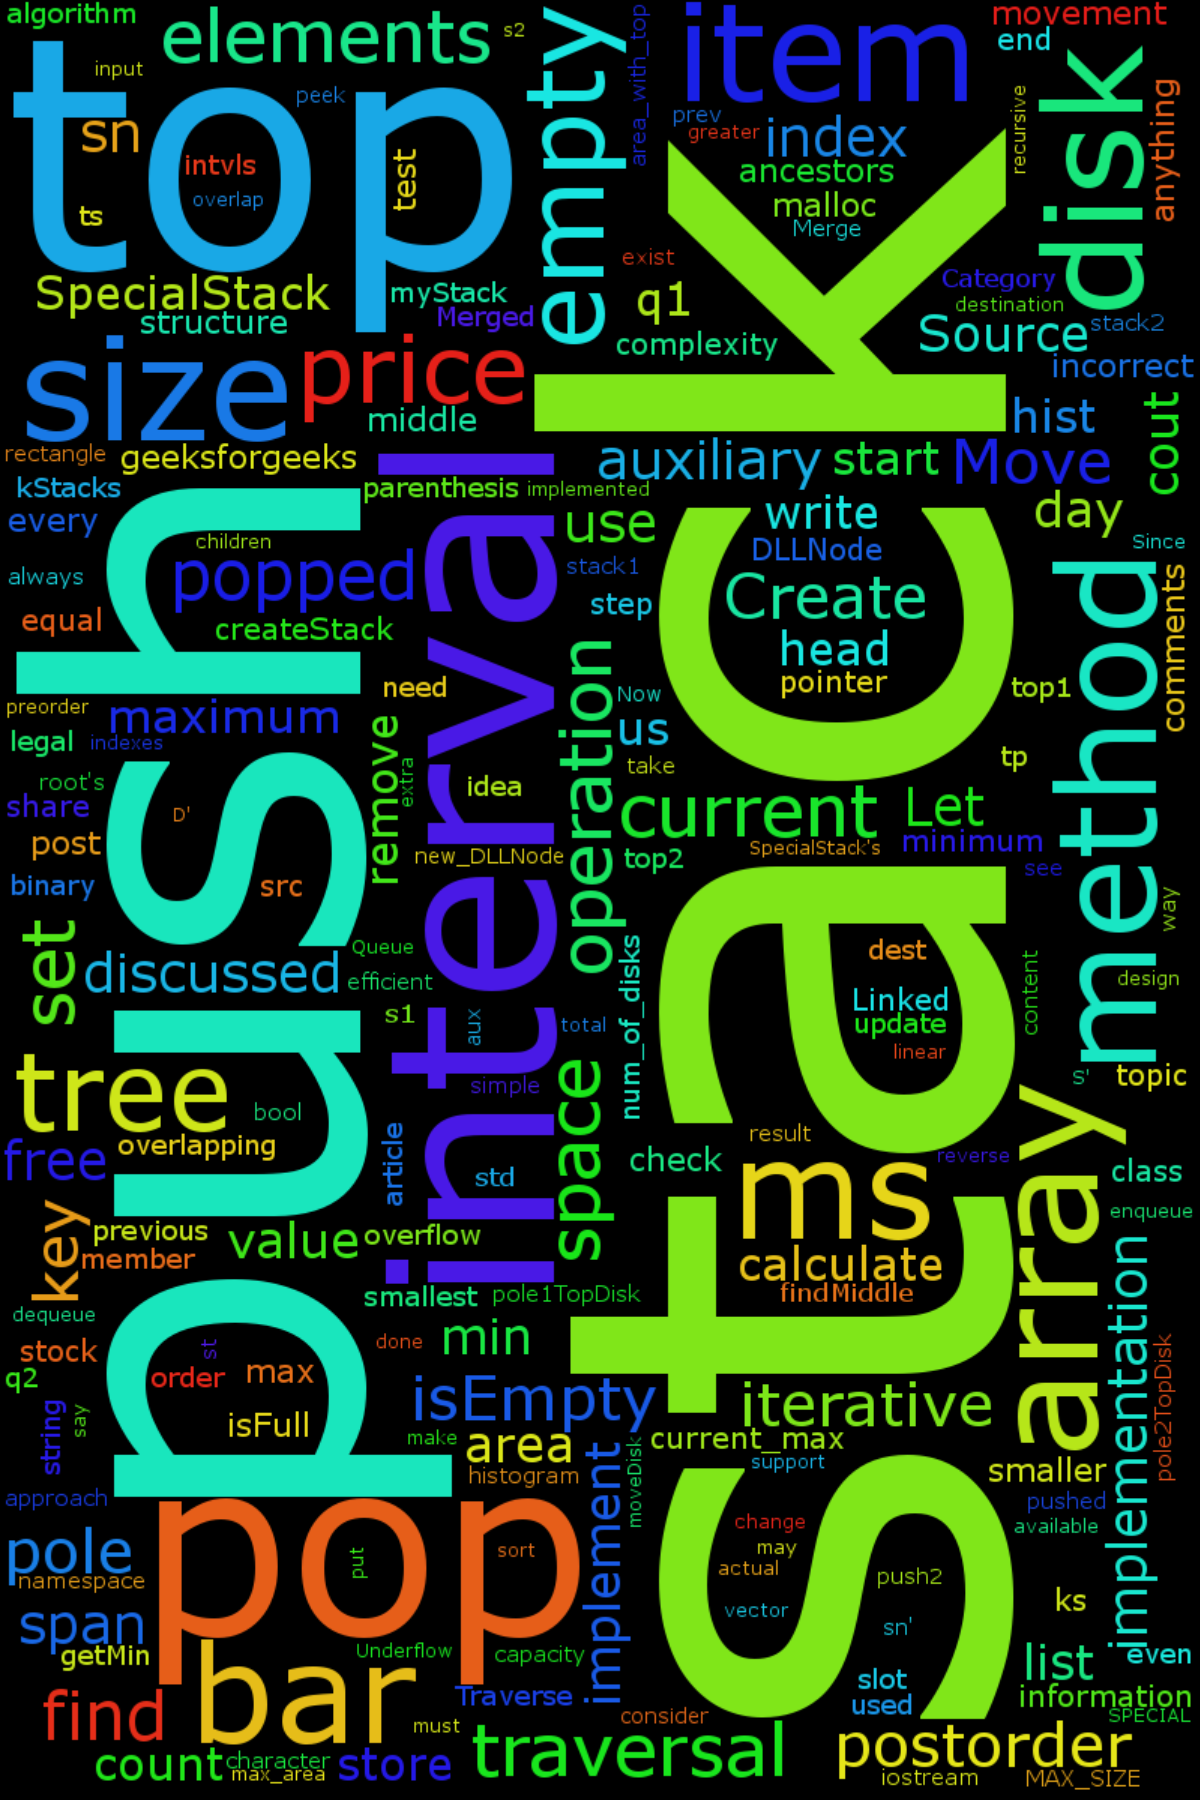 algorithm
elements
s2
empty
area_with_top
item
movement
end
input
top
peek
sn
intvls
overlap
test
ts
prev
greater
index
recursive
disk
anything
ancestors
malloc
Merge
stack
exist
q1
complexity
Category
destination
Source
stack2
incorrect
SpecialStack
structure
myStack
Merged
size
price
middle
hist
cout
rectangle
geeksforgeeks
interval
auxiliary
start
Move
kStacks
every
push
parenthesis
implemented
use
write
DLLNode
day
Since
children
popped
stack1
always
equal
createStack
step
Create
head
pointer
method
comments
preorder
maximum
need
operation
Now
us
take
top1
tp
legal
indexes
root's
share
D'
remove
extra
idea
current
Let
minimum
post
new_DLLNode
top2
SpecialStack's
see
binary
src
way
set
Queue
discussed
efficient
num_of_disks
dest
content
design
s1
aux
total
Linked
update
linear
tree
bool
simple
space
S'
topic
free
overlapping
article
std
check
result
ms
reverse
array
class
enqueue
key
previous
member
value
overflow
calculate
findMiddle
implementation
smallest
pole1TopDisk
dequeue
stock
q2
st
order
max
done
min
isFull
isEmpty
iterative
pole2TopDisk
string
say
make
area
current_max
histogram
implement
moveDisk
support
smaller
approach
pushed
available
pop
pole
namespace
put
sort
change
may
actual
push2
span
vector
sn'
ks
getMin
bar
Underflow
capacity
slot
used
list
even
find
Traverse
must
consider
information
SPECIAL
count
character
max_area
store
traversal
postorder
iostream
MAX_SIZE